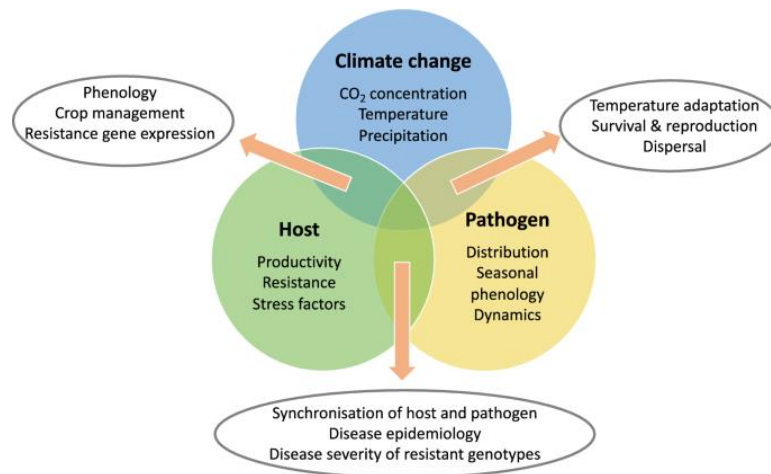 Climate change
CO₂ concentration
Temperature
Precipitation
Phenology
Crop management
Resistance gene expression
Temperature adaptation
Survival & reproduction
Dispersal
Host
Productivity
Resistance
Stress factors
Pathogen
Distribution
Seasonal
phenology
Dynamics
Synchronisation of host and pathogen
Disease epidemiology
Disease severity of resistant genotypes